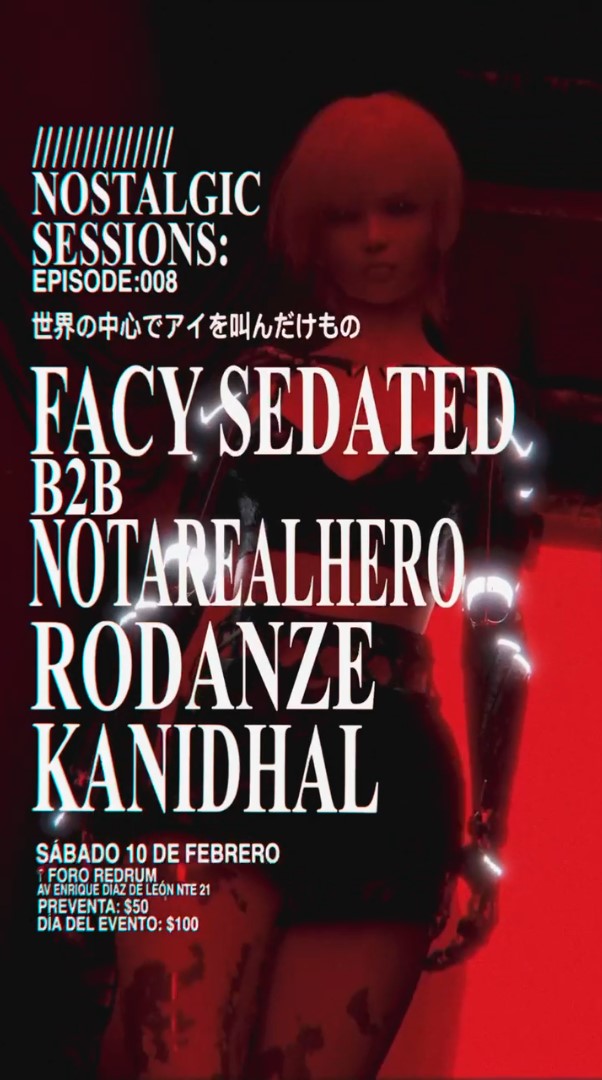 //////////////
NOSTALGIC
SESSIONS:
EPISODE:008
世界の中心でアイを叫んだけもの
FACY SEDATED
B2B
NOTAREALHERO
RODANZE
KANIDHAL
SÁBADO 10 DE FEBRERO
FORO REDRUM
AV ENRIQUE DÍAZ DE LEÓN NTE 21
PREVENTA: $50
DÍA DEL EVENTO: $100